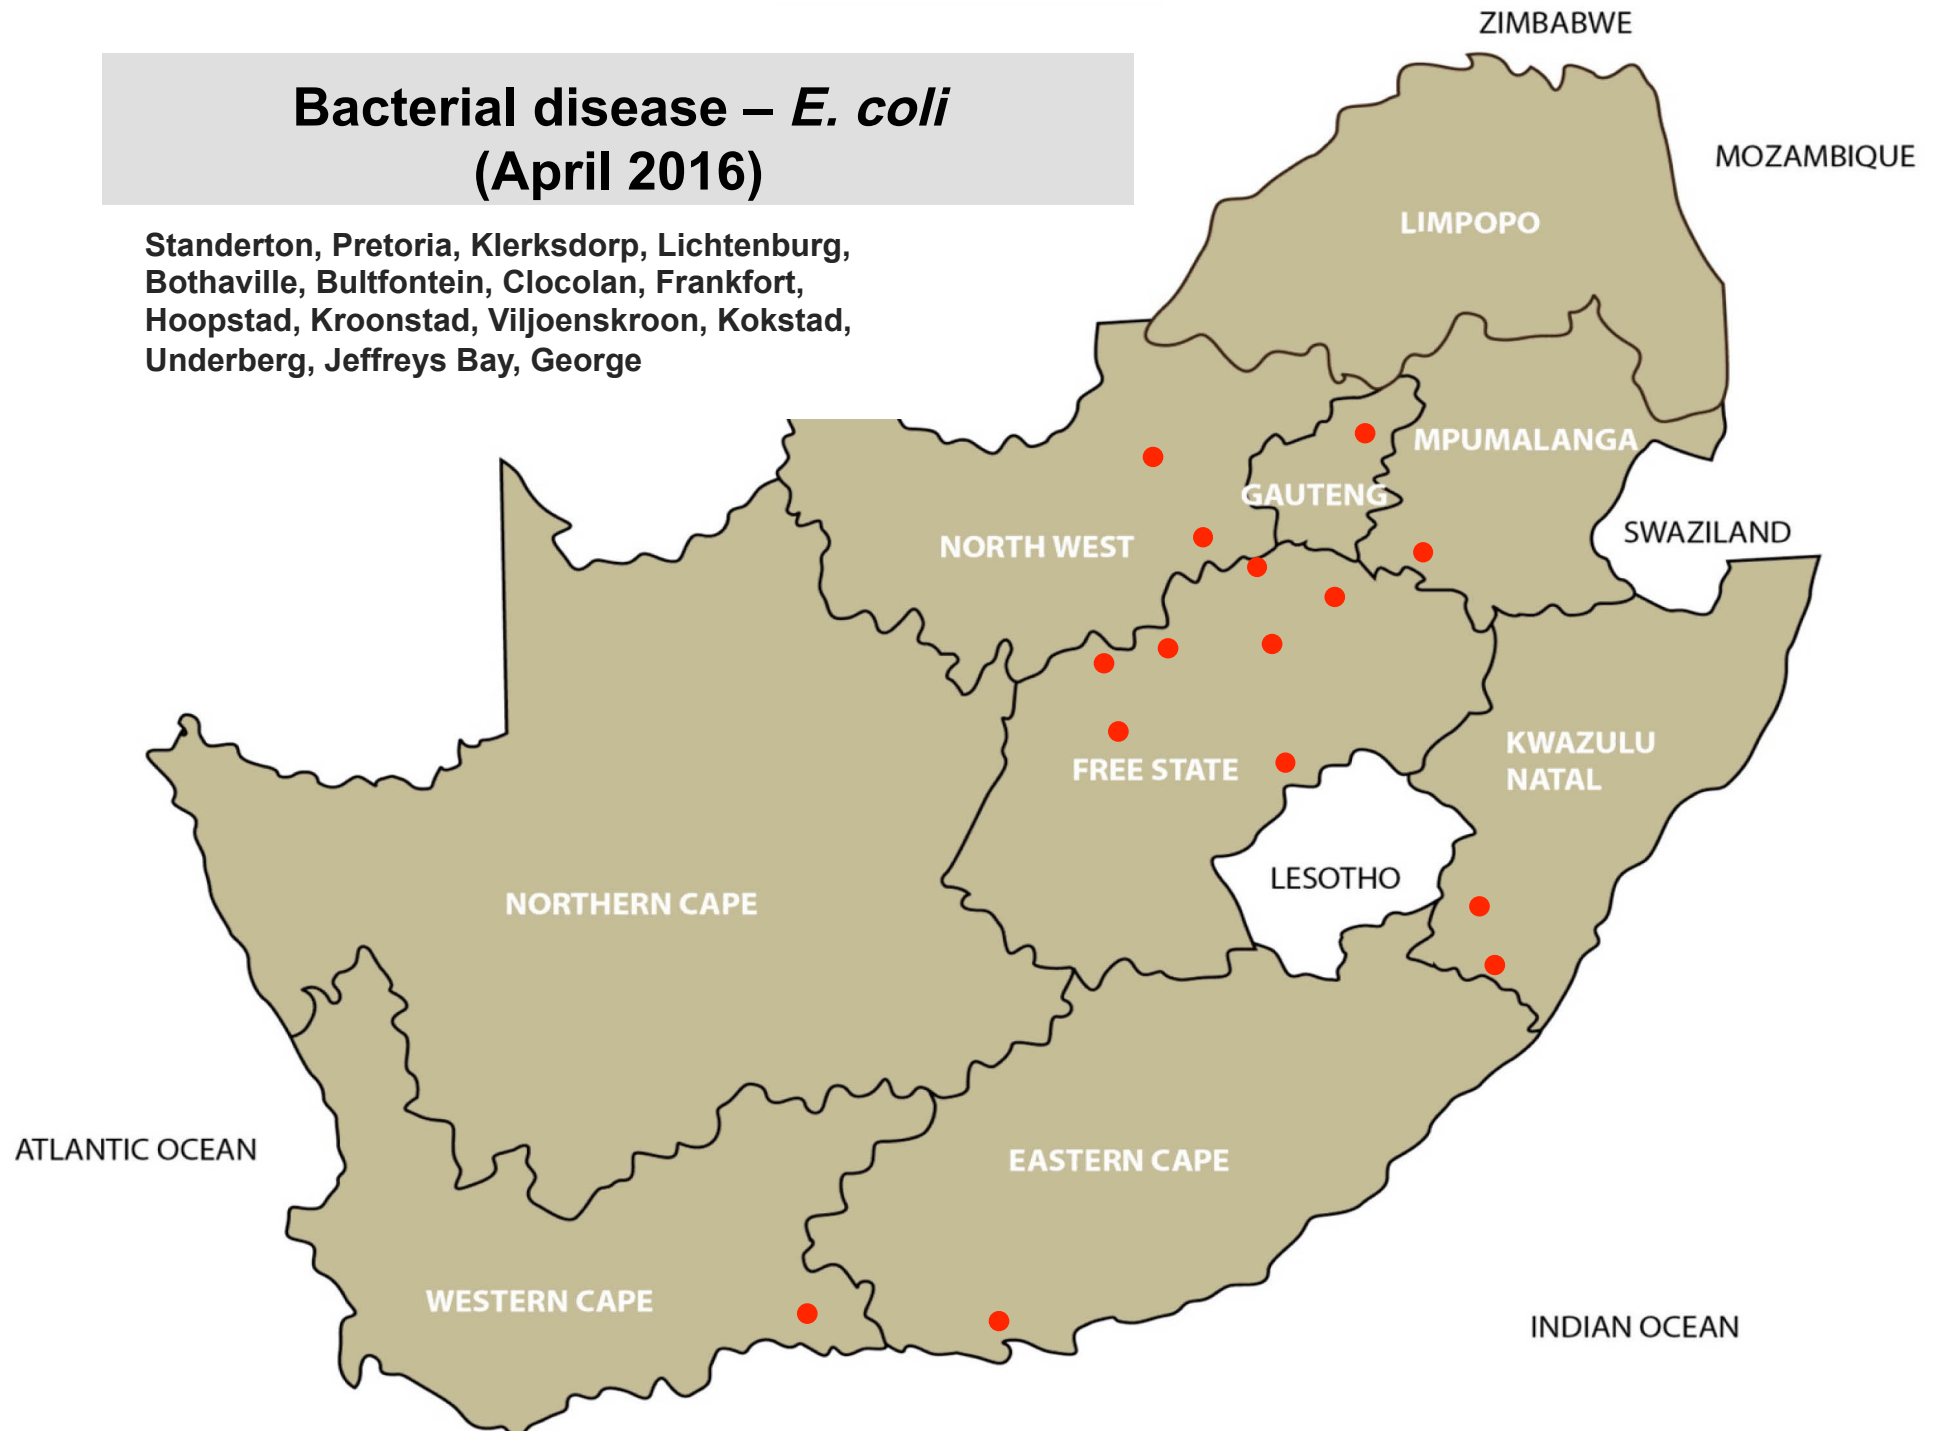 ZIMBABWE
Bacterial disease – E. coli
(April 2016)
MOZAMBIQUE
Standerton, Pretoria, Klerksdorp, Lichtenburg,
Bothaville, Bultfontein, Clocolan, Frankfort,
Hoopstad, Kroonstad, Viljoenskroon, Kokstad,
Underberg, Jeffreys Bay, George
LIMPOPO
MPUMALANGA
GAUTENG
SWAZILAND
NORTH WEST
KWAZULU
NATAL
FREE STATE
LESOTHO
NORTHERN CAPE
ATLANTIC OCEAN
EASTERN CAPE
WESTERN CAPE
INDIAN OCEAN